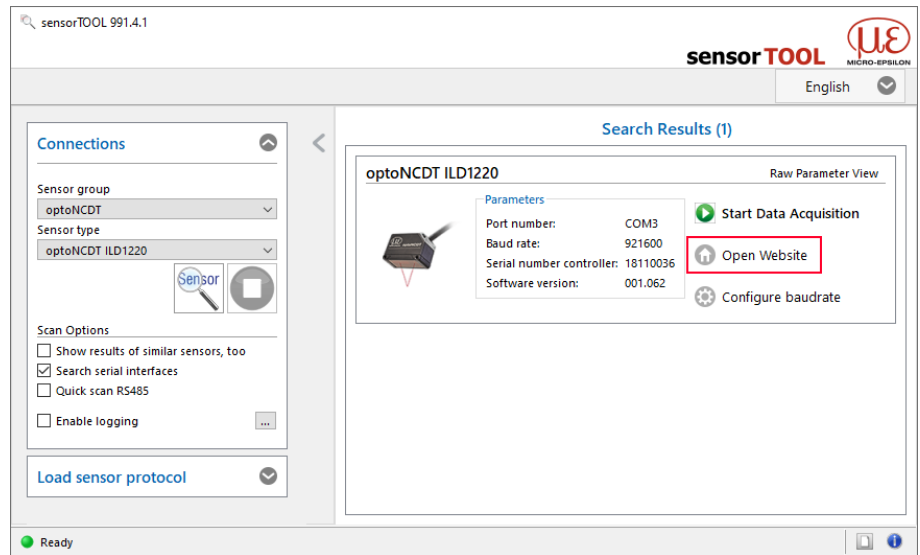 sensorTOOL 991.4.1
sensorTOOL
με
MICRO-EPSILON
English
Connections
Sensor group
optoNCDT
Sensor type
optoNCDT ILD1220
Sensor
Scan Options
Show results of similar sensors, too
Search serial interfaces
Quick scan RS485
Enable logging
...
Load sensor protocol
Search Results (1)
optoNCDT ILD1220
Raw Parameter View
Parameters
Port number: COM3
Baud rate: 921600
Serial number controller: 18110036
Software version: 001.062
Start Data Acquisition
Open Website
Configure baudrate
Ready